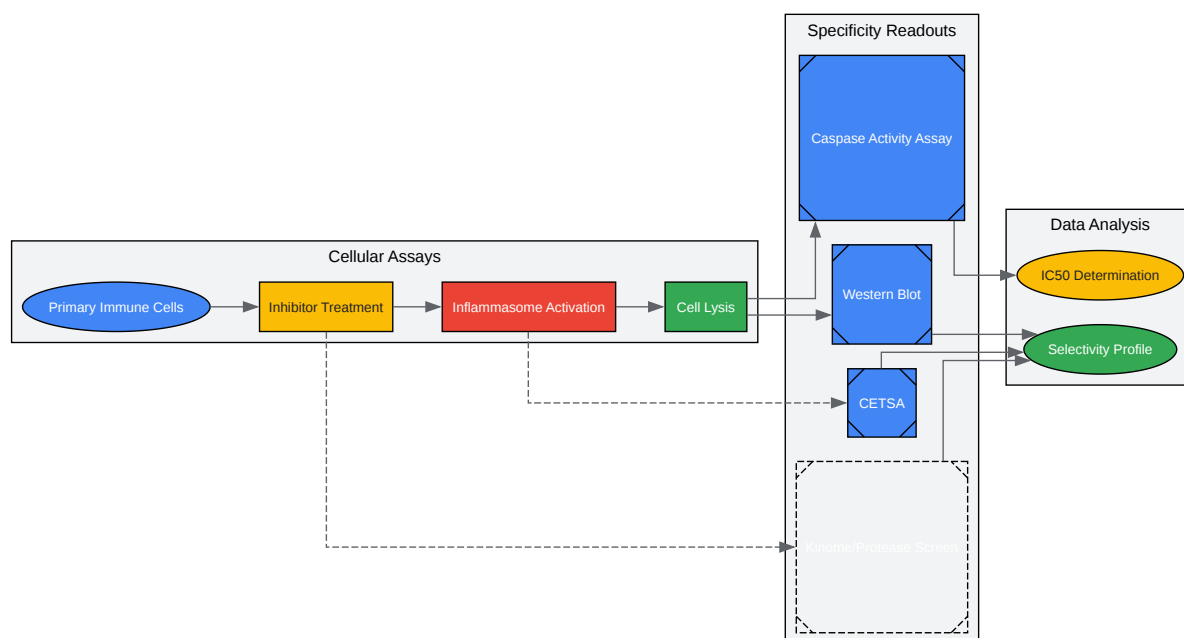 Specificity Readouts
Caspase Activity Assay
Data Analysis
Cellular Assays
IC50 Determination
Primary Immune Cells
Inhibitor Treatment
Inflammasome Activation
Cell Lysis
Western Blot
Selectivity Profile
CETSA
Kinome/Protease Screen